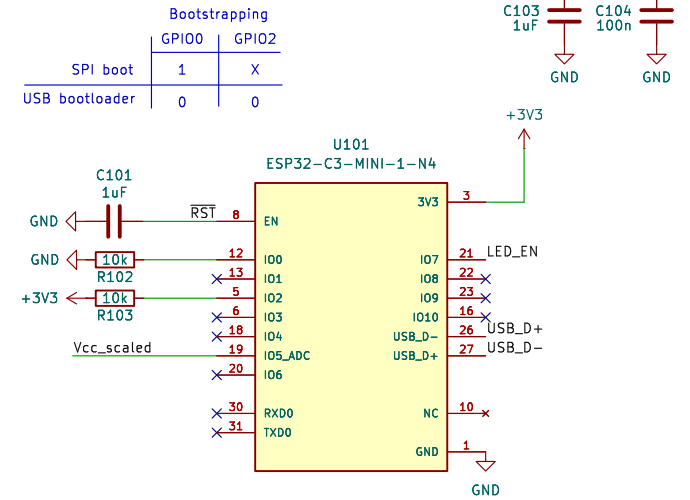 Bootstrapping
GPIO0 GPIO2
SPI boot 1 X
USB bootloader 0 0
C103
1uF
GND
C104
100n
GND
+3V3
U101
ESP32-C3-MINI-1-N4
C101
1uF
GND
RST 8 EN
3 3V3
GND 10k R102 12 IO0
13 IO1
+3V3 10k R103 5 IO2
6 IO3
18 IO4
Vcc_scaled 19 IO5_ADC
20 IO6
30 RXD0
31 TXD0
IO7 21 LED_EN
IO8 22
IO9 23
IO10 16
USB_D- 26 USB_D+
USB_D+ 27 USB_D-
NC 10
GND 1
GND